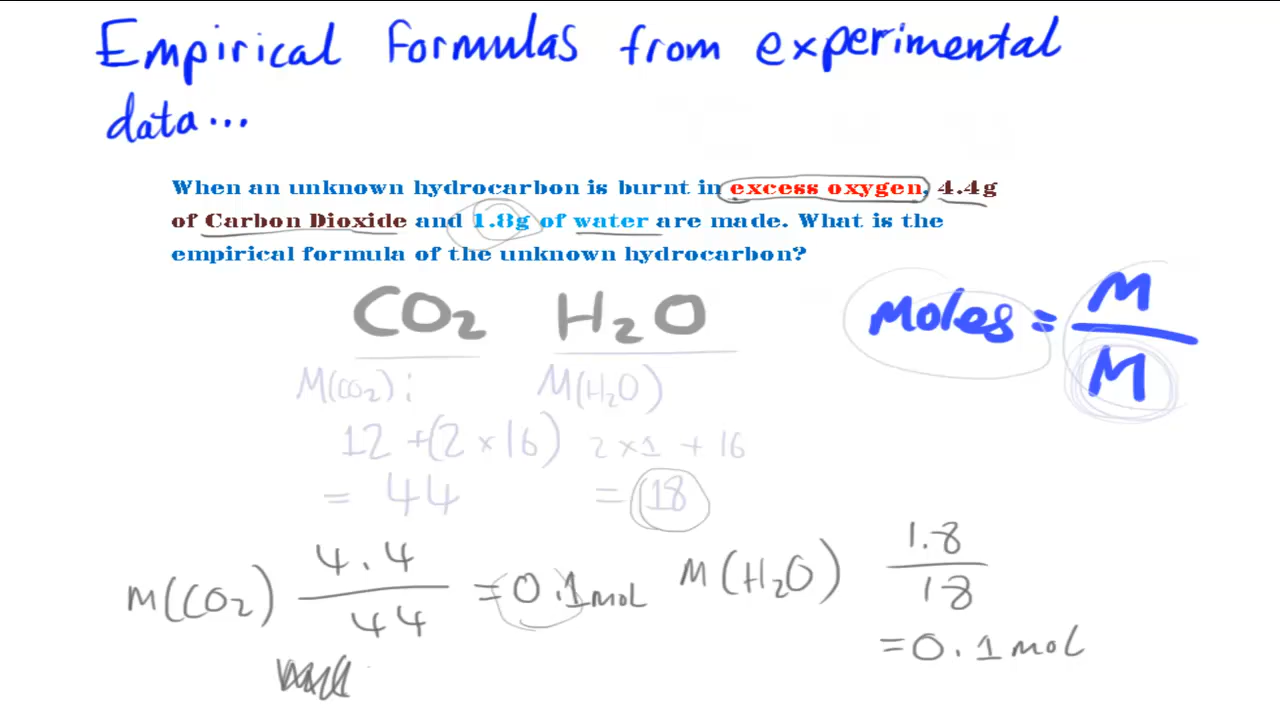 Empirical Formulas from experimental
data...
When an unknown hydrocarbon is burnt in excess oxygen, 4.4g
of Carbon Dioxide and 1.8g of water are made. What is the
empirical formula of the unknown hydrocarbon?
CO₂ H₂O
Moles = M/M
M(CO₂): M(H₂O)
12 + (2 × 16) 2 × 1 + 16
= 44 = 18
M(CO₂) 4.4/44 = 0.1 mol M(H₂O) 1.8/18
= 0.1 mol